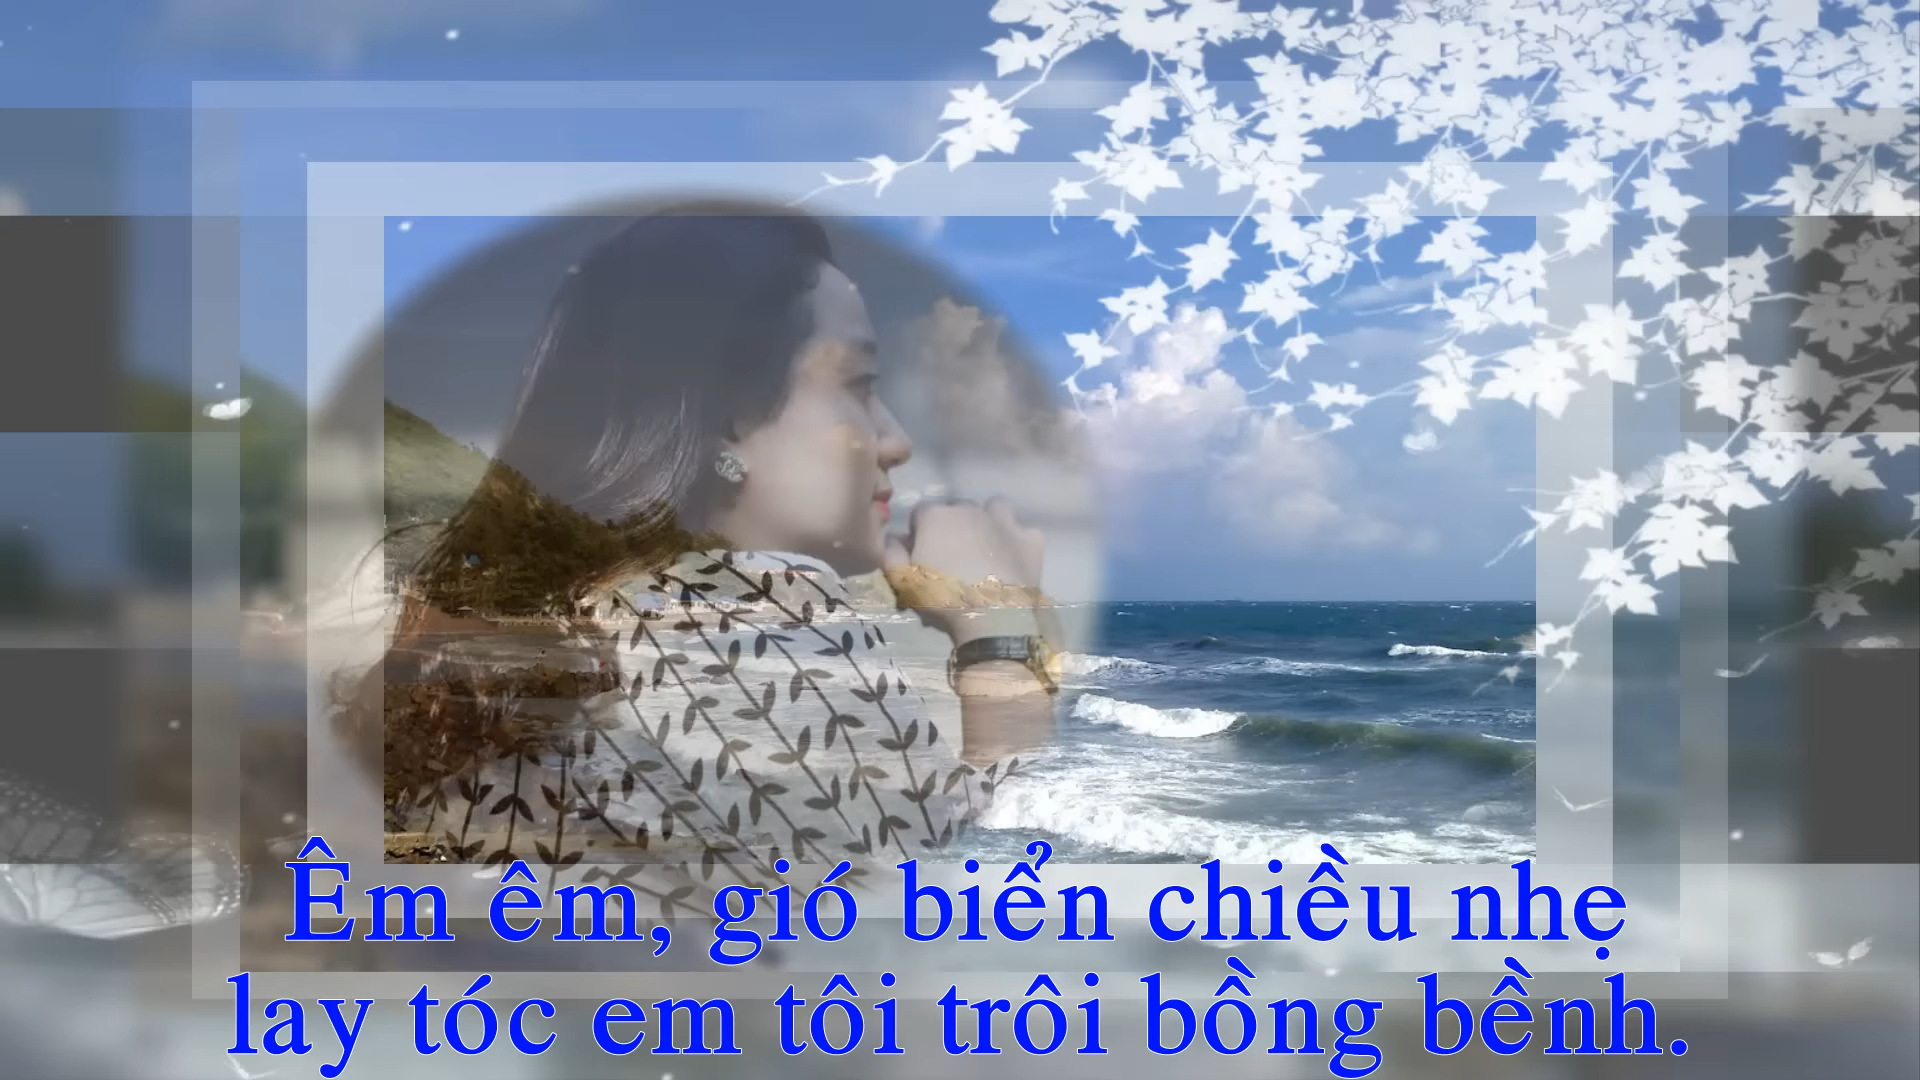 Êm êm, gió biển chiều nhẹ
lay tóc em tôi trôi bồng bềnh.